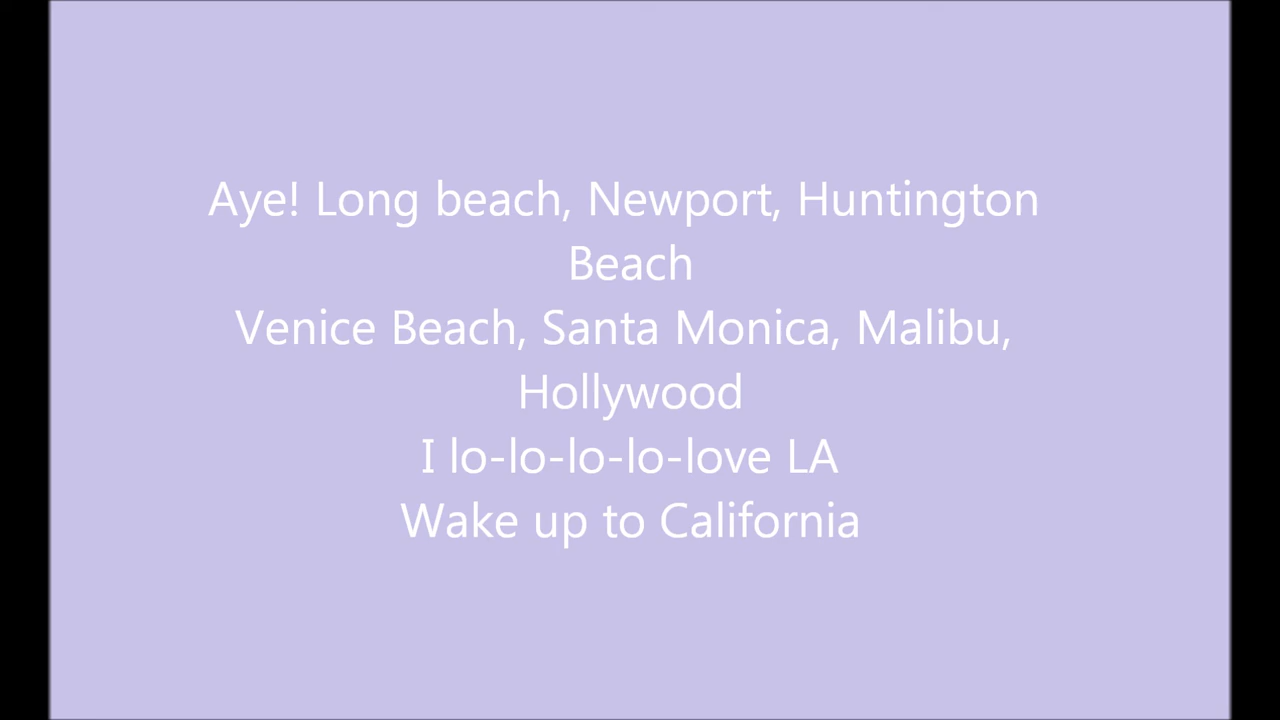 Aye! Long beach, Newport, Huntington
Beach
Venice Beach, Santa Monica, Malibu,
Hollywood
I lo-lo-lo-lo-love LA
Wake up to California